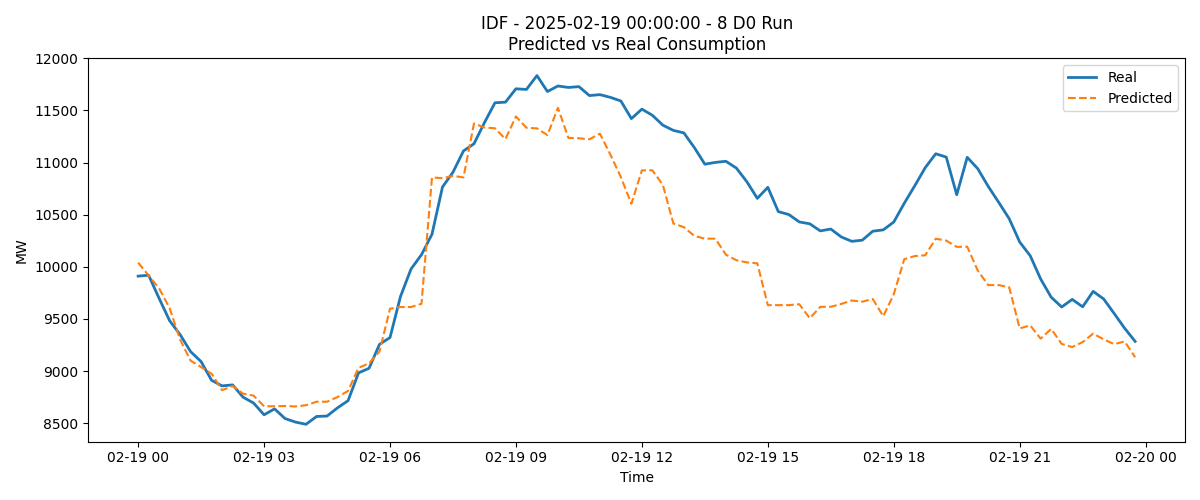 IDF - 2025-02-19 00:00:00 - 8 D0 Run
Predicted vs Real Consumption
12000
11500
11000
10500
10000
9500
9000
8500
MW
Real
Predicted
02-19 00
02-19 03
02-19 06
02-19 09
02-19 12
02-19 15
02-19 18
02-19 21
02-20 00
Time